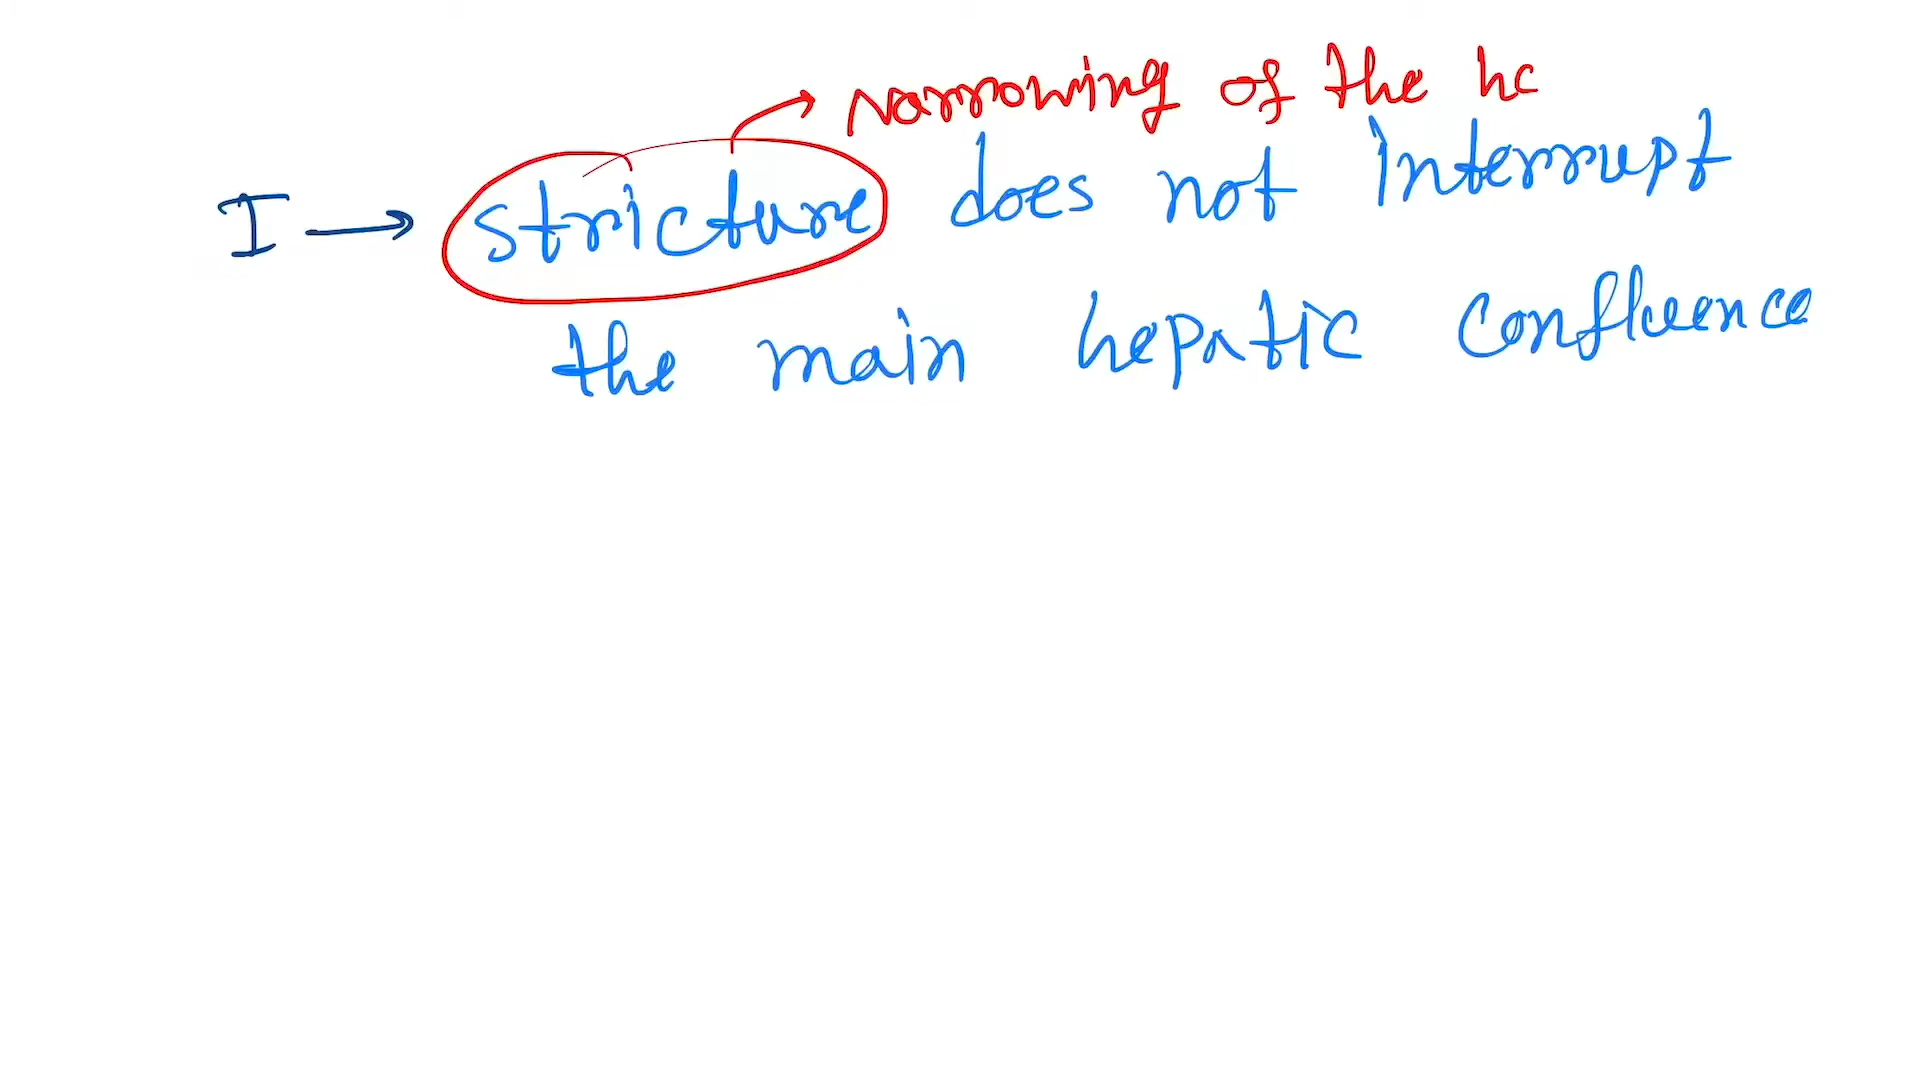 Narrowing of the hc
I → stricture does not Interrupt
the main hepatic confluence